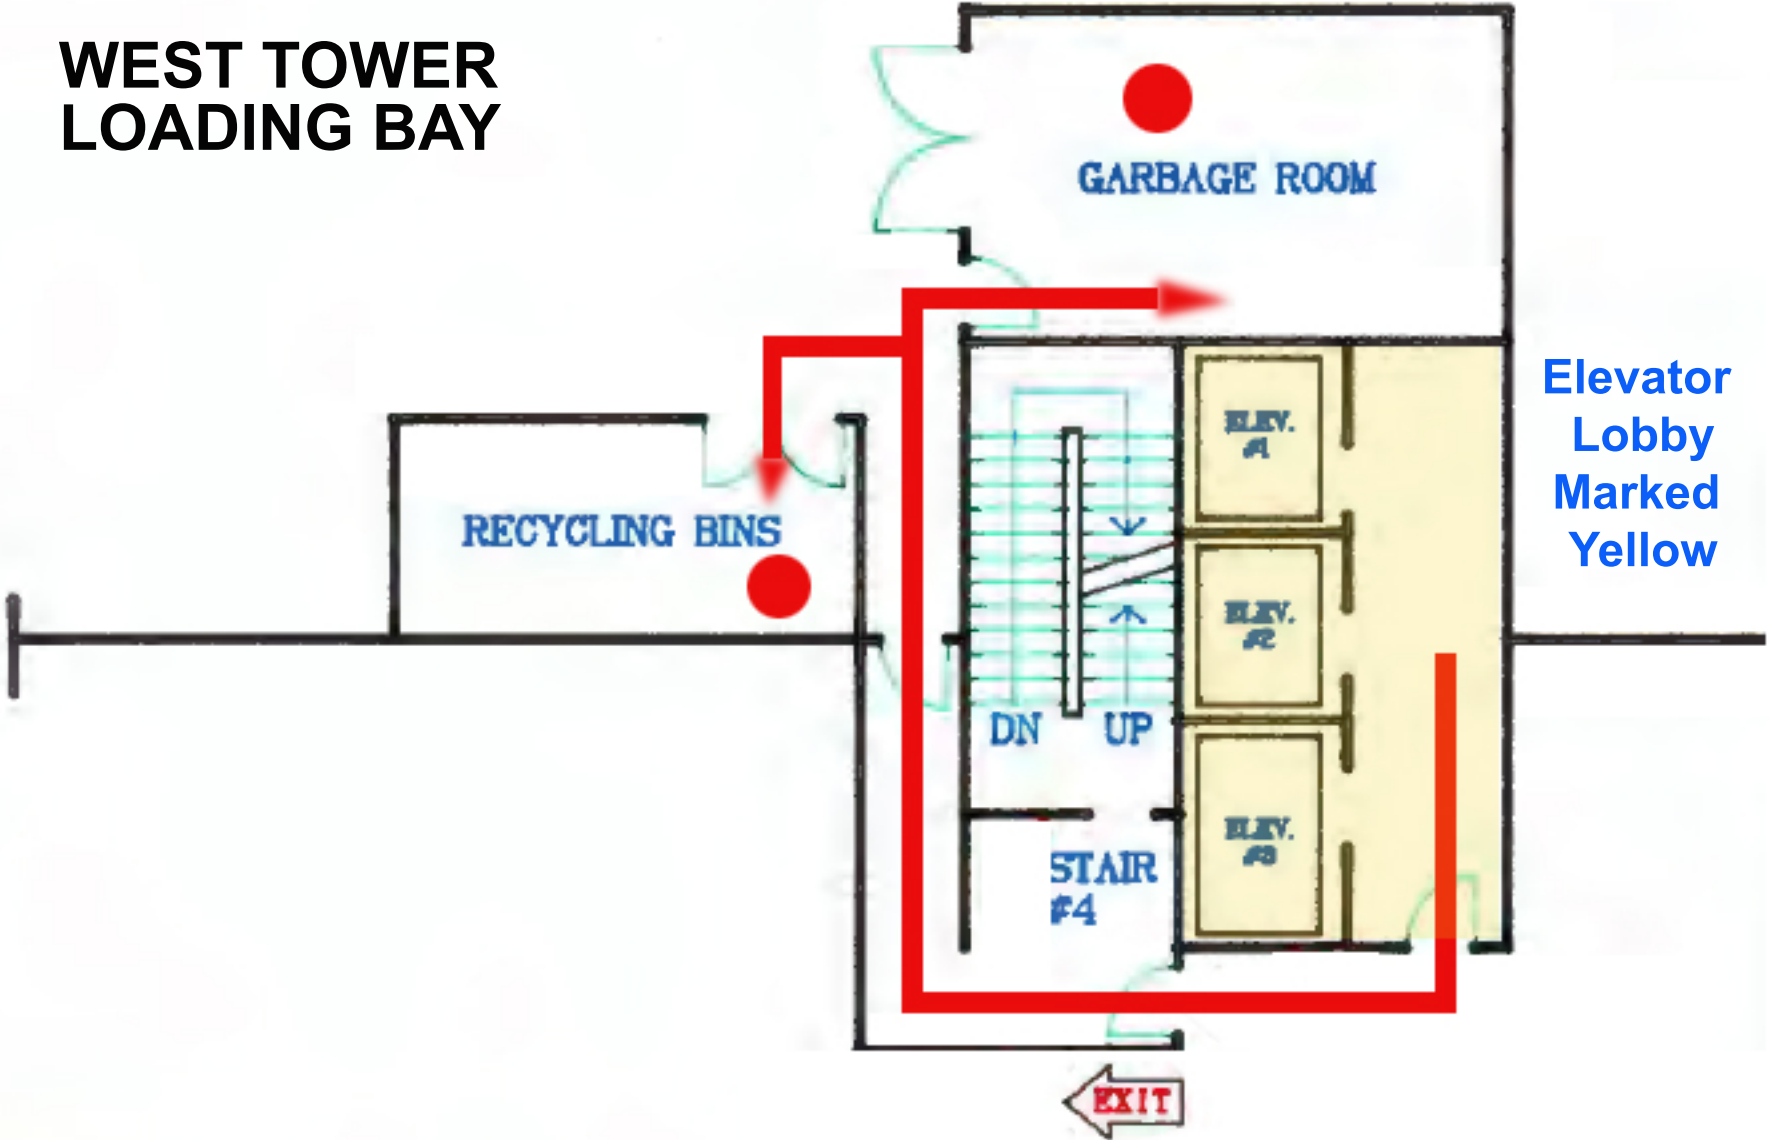 WEST TOWER
LOADING BAY
GARBAGE ROOM
Elevator
Lobby
Marked
Yellow
ELEV.
#1
RECYCLING BINS
ELEV.
#2
DN UP
ELEV.
#3
STAIR
#4
EXIT